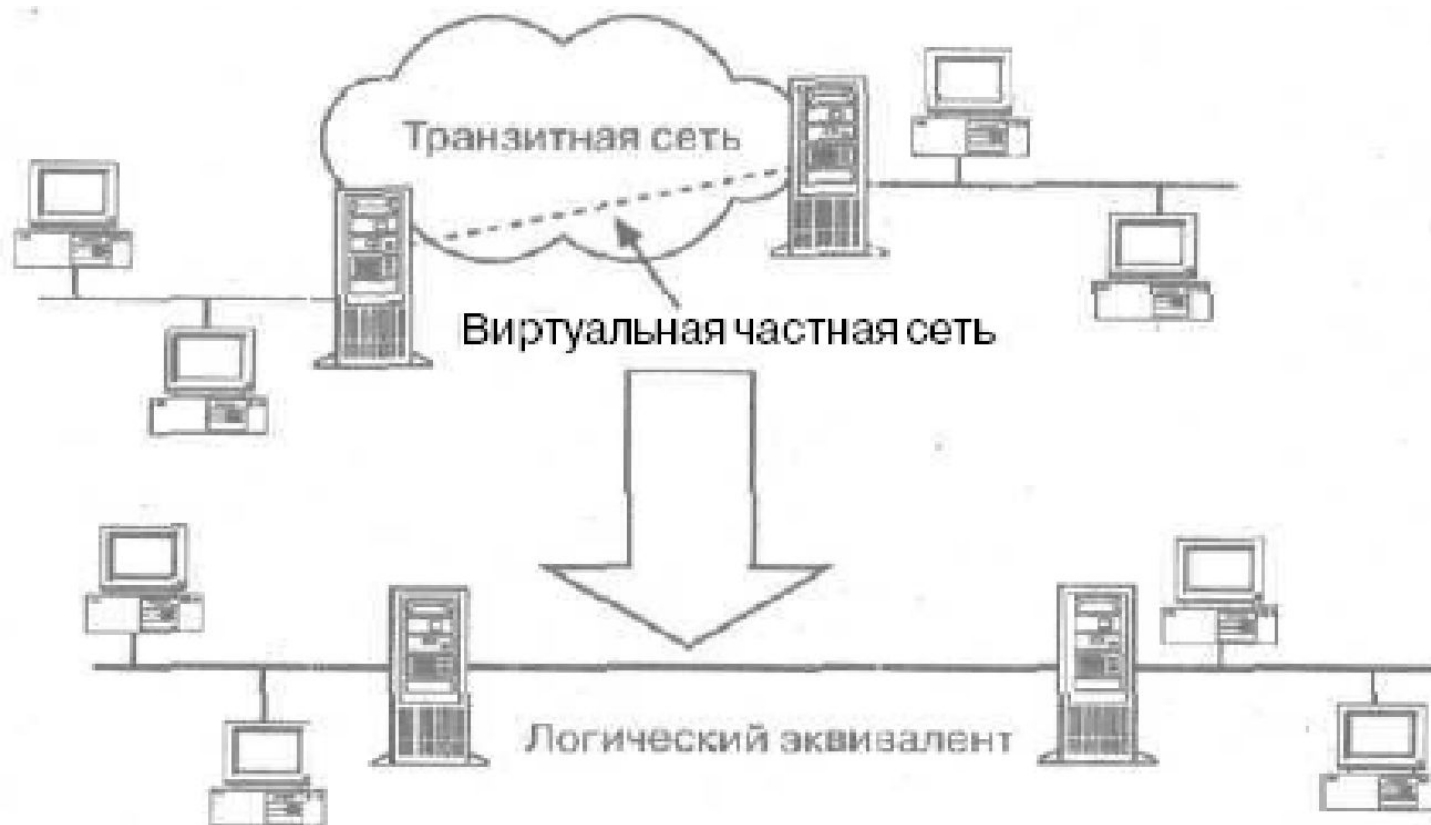 Транзитная сеть
Виртуальная частная сеть
Логический эквивалент